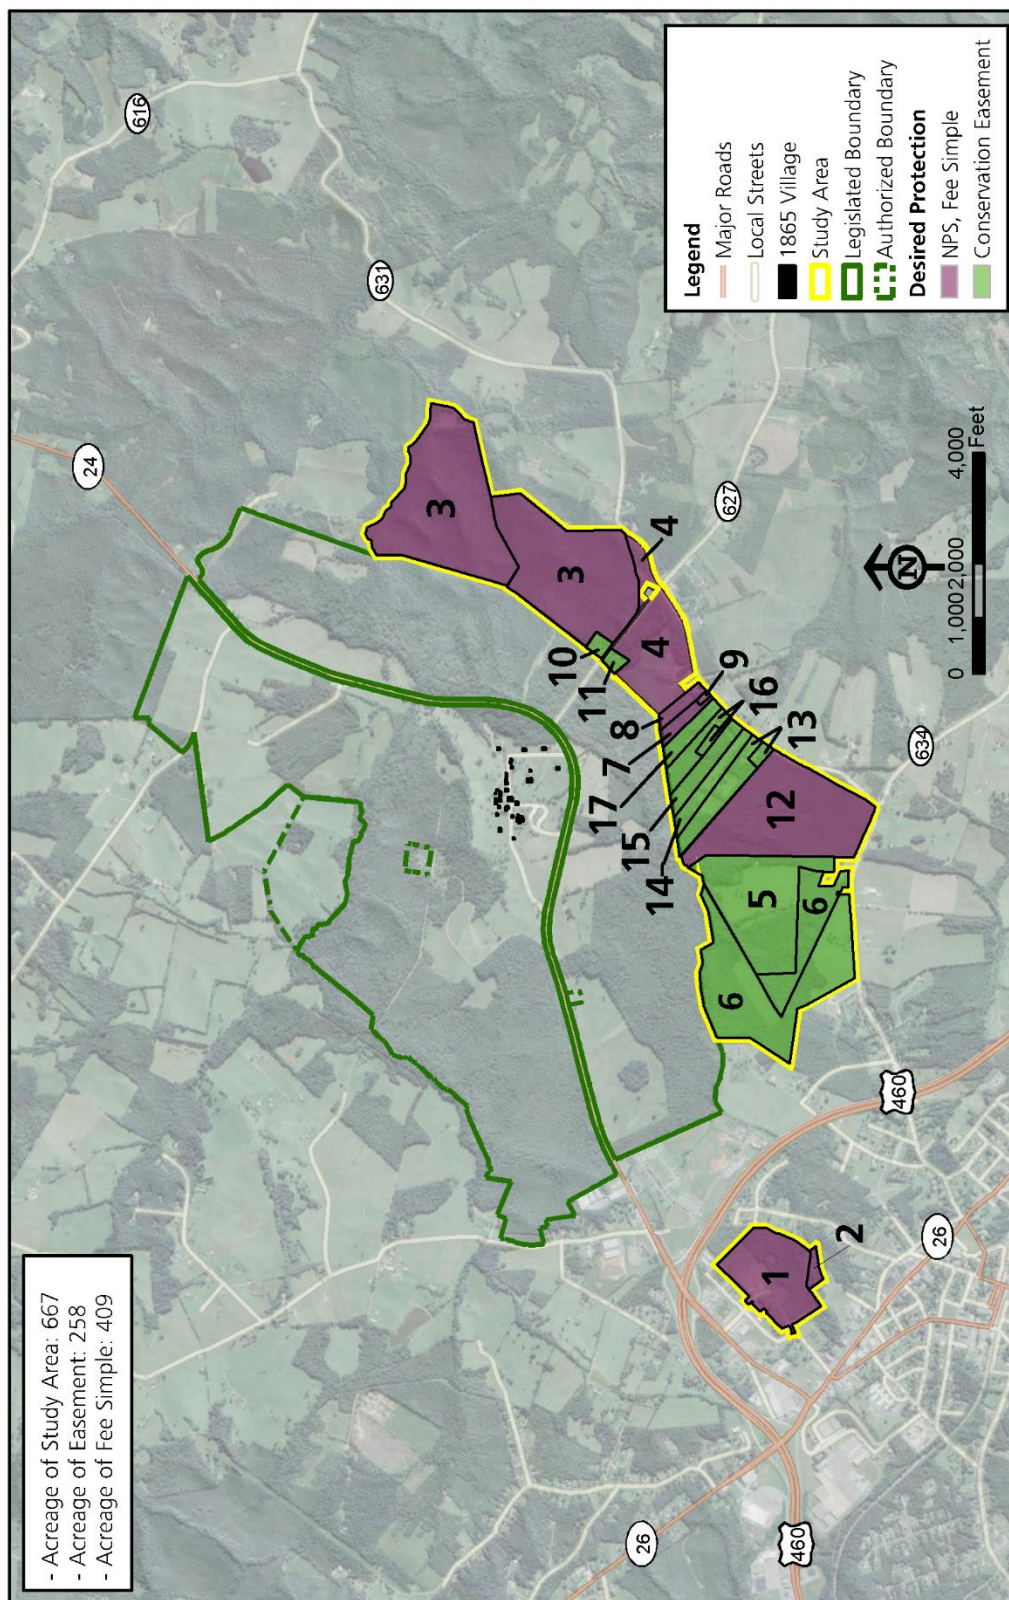 - Acreage of Study Area: 667
- Acreage of Easement: 258
- Acreage of Fee Simple: 409
616
24
631
3
3
4
627
10
11
4
8
9
7
16
17
13
15
14
12
634
5
6
6
460
1
2
26
26
460
N
0 1,000 2,000 4,000
Feet
Legend
Major Roads
Local Streets
1865 Village
Study Area
Legislated Boundary
Authorized Boundary
Desired Protection
NPS, Fee Simple
Conservation Easement